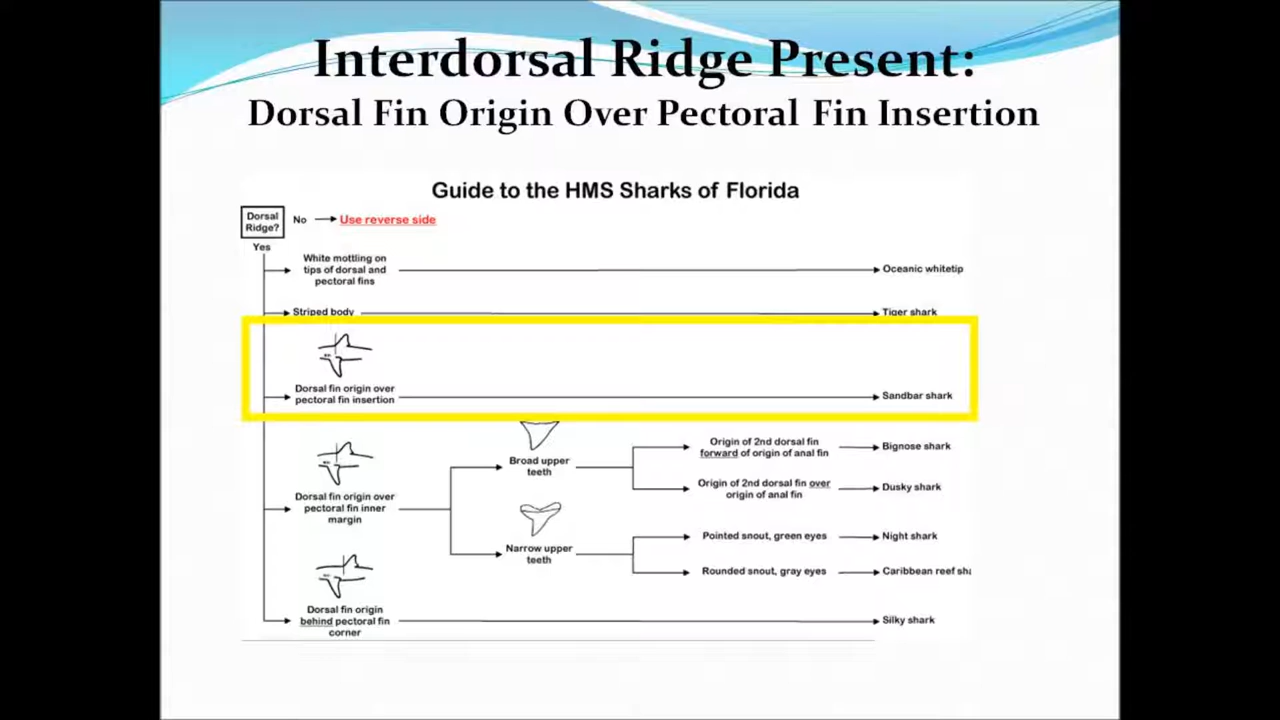 Interdorsal Ridge Present:
Dorsal Fin Origin Over Pectoral Fin Insertion
Guide to the HMS Sharks of Florida
Dorsal
Ridge?
No
Use reverse side
Yes
White mottling on
tips of dorsal and
pectoral fins
Oceanic whitetip
Striped body
Tiger shark
Dorsal fin origin over
pectoral fin insertion
Sandbar shark
Dorsal fin origin over
pectoral fin inner
margin
Broad upper
teeth
Origin of 2nd dorsal fin
forward of origin of anal fin
Bignose shark
Origin of 2nd dorsal fin over
origin of anal fin
Dusky shark
Narrow upper
teeth
Pointed snout, green eyes
Night shark
Rounded snout, gray eyes
Caribbean reef sha
Dorsal fin origin
behind pectoral fin
corner
Silky shark